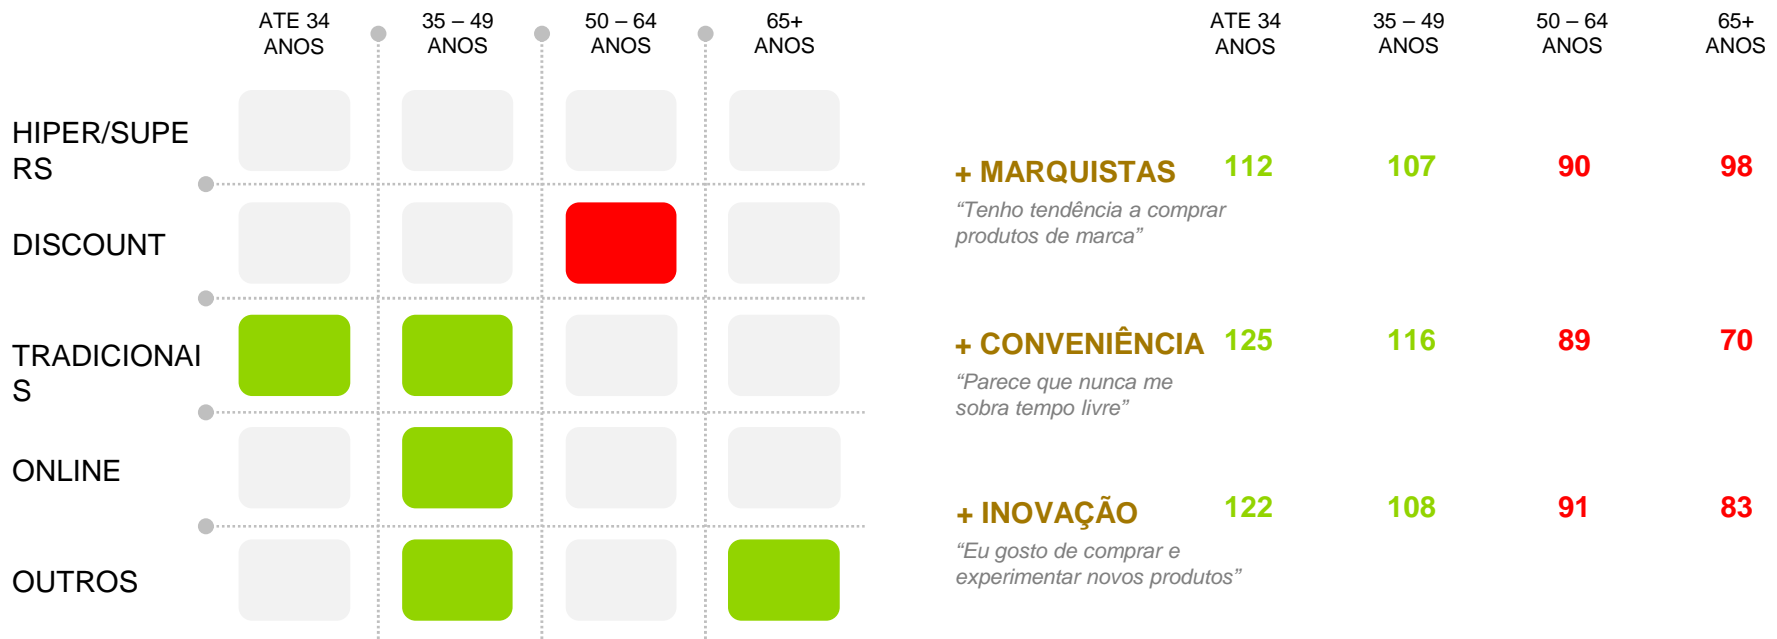 ATE 34
ANOS
35 – 49
ANOS
50 – 64
ANOS
65+
ANOS
HIPER/SUPE
RS
DISCOUNT
TRADICIONAI
S
ONLINE
OUTROS
ATE 34
ANOS
35 – 49
ANOS
50 – 64
ANOS
65+
ANOS
+ MARQUISTAS 112 107 90 98
“Tenho tendência a comprar
produtos de marca”
+ CONVENIÊNCIA 125 116 89 70
“Parece que nunca me
sobra tempo livre”
+ INOVAÇÃO 122 108 91 83
“Eu gosto de comprar e
experimentar novos produtos”